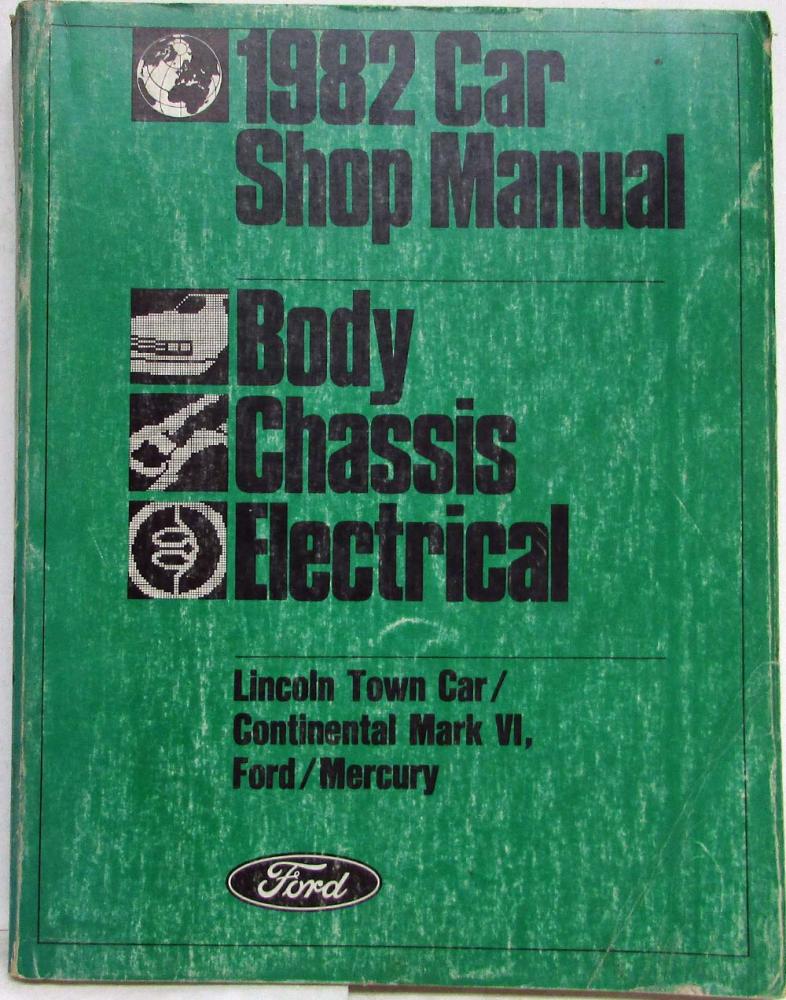 1982 Car
Shop Manual
Body
Chassis
Electrical
Lincoln Town Car/
Continental Mark VI,
Ford/Mercury
Ford